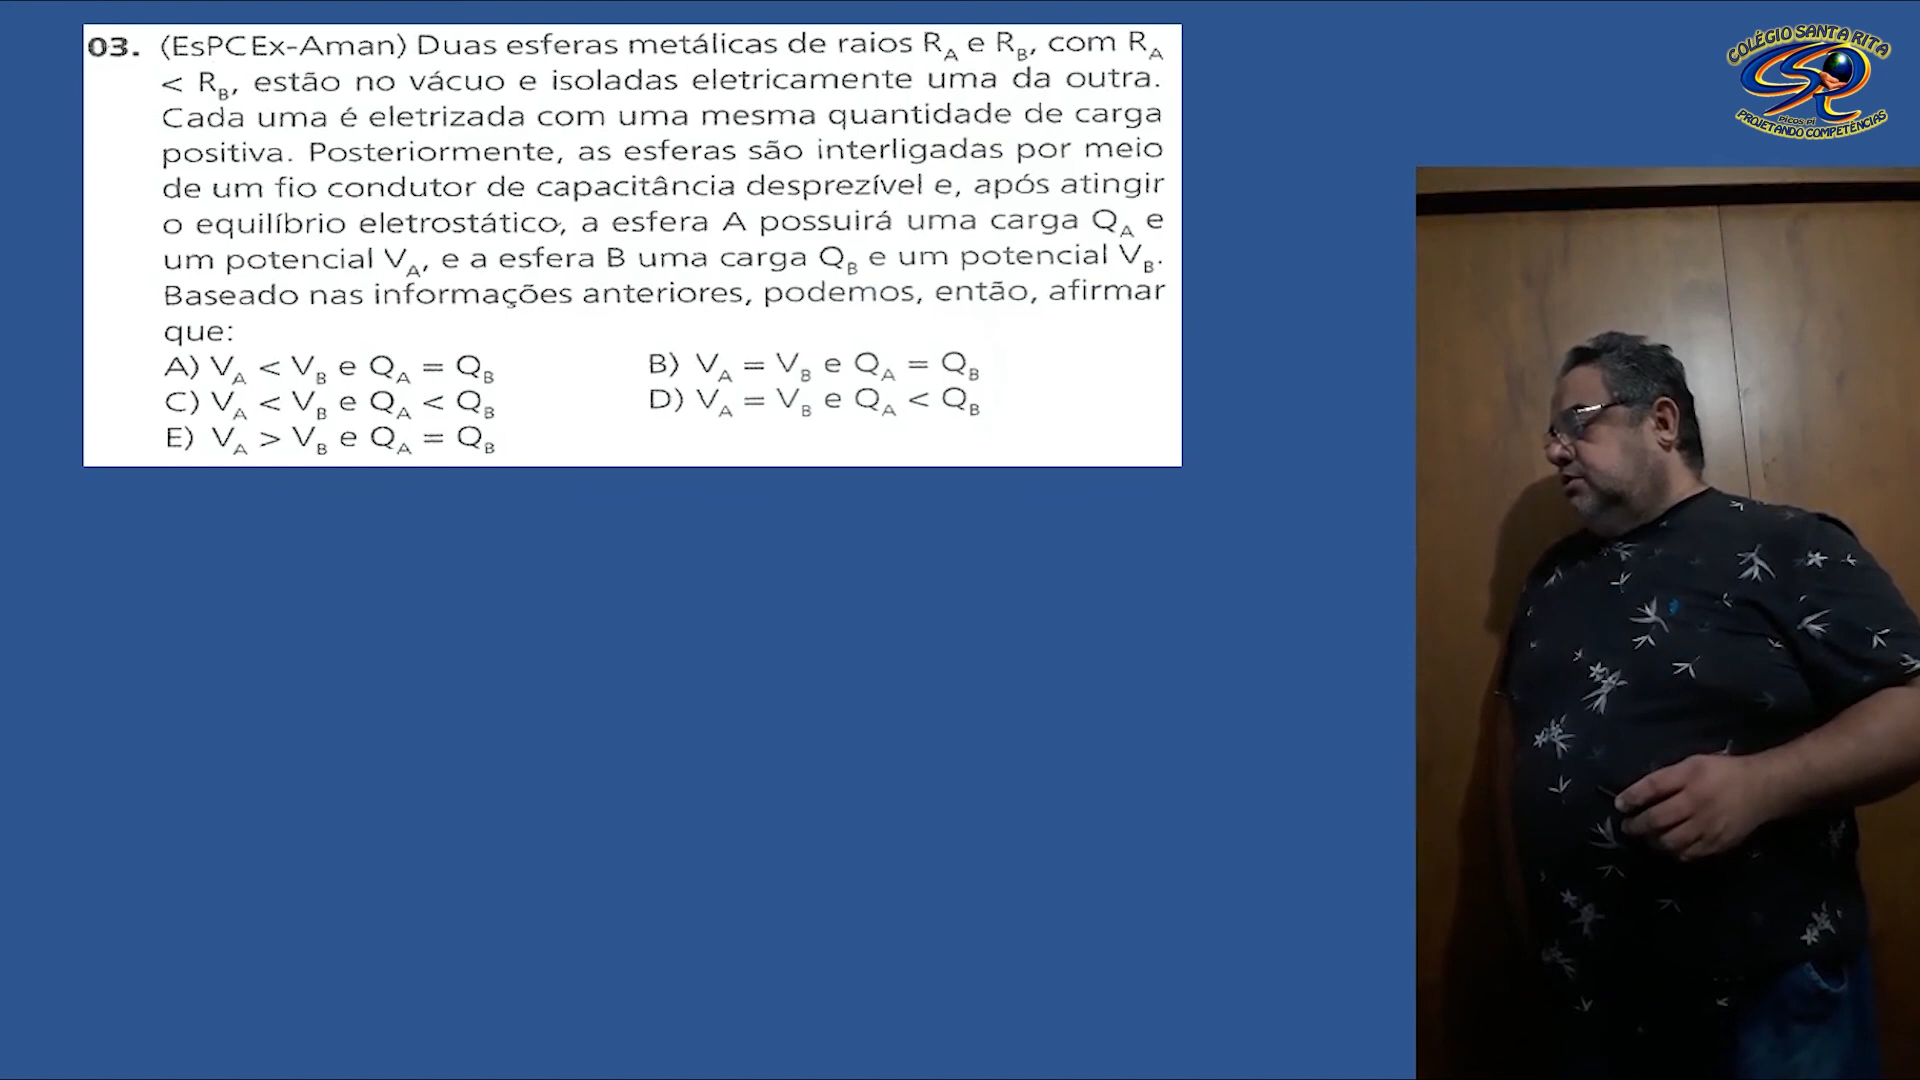 03. (EsPCEx-Aman) Duas esferas metálicas de raios R_A e R_B, com R_A
< R_B, estão no vácuo e isoladas eletricamente uma da outra.
Cada uma é eletrizada com uma mesma quantidade de carga
positiva. Posteriormente, as esferas são interligadas por meio
de um fio condutor de capacitância desprezível e, após atingir
o equilíbrio eletrostático, a esfera A possuirá uma carga Q_A e
um potencial V_A, e a esfera B uma carga Q_B e um potencial V_B.
Baseado nas informações anteriores, podemos, então, afirmar
que:
A) V_A < V_B e Q_A = Q_B B) V_A = V_B e Q_A = Q_B
C) V_A < V_B e Q_A < Q_B D) V_A = V_B e Q_A < Q_B
E) V_A > V_B e Q_A = Q_B
COLÉGIO SANTA RITA
PICOS PI
PROJETANDO COMPETÊNCIAS